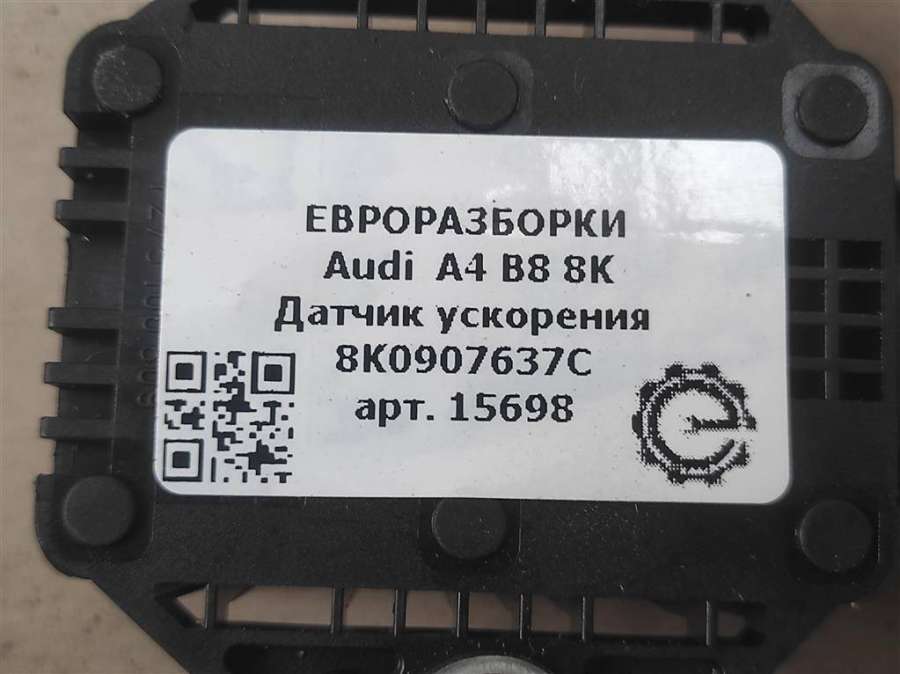 ЕВРОРАЗБОРКИ
Audi A4 B8 8K
Датчик ускорения
8K0907637C
арт. 15698